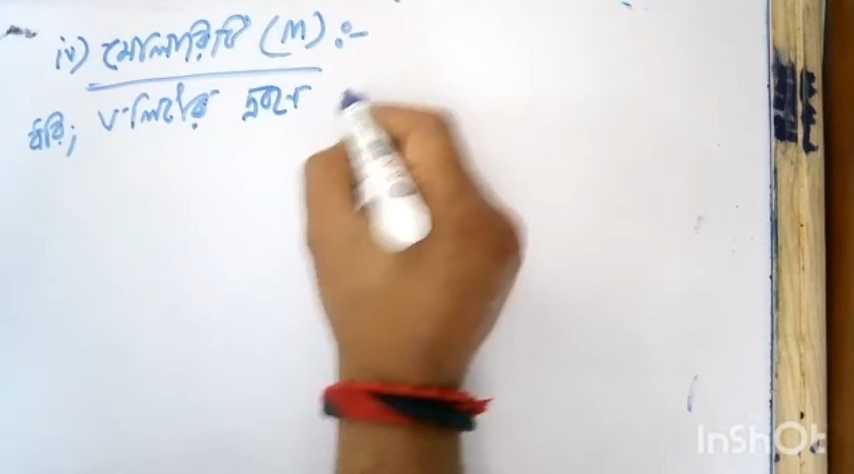 iv) মোলারিটি (M) :-
ধরি; V লিটার দ্রবণে
InShOt